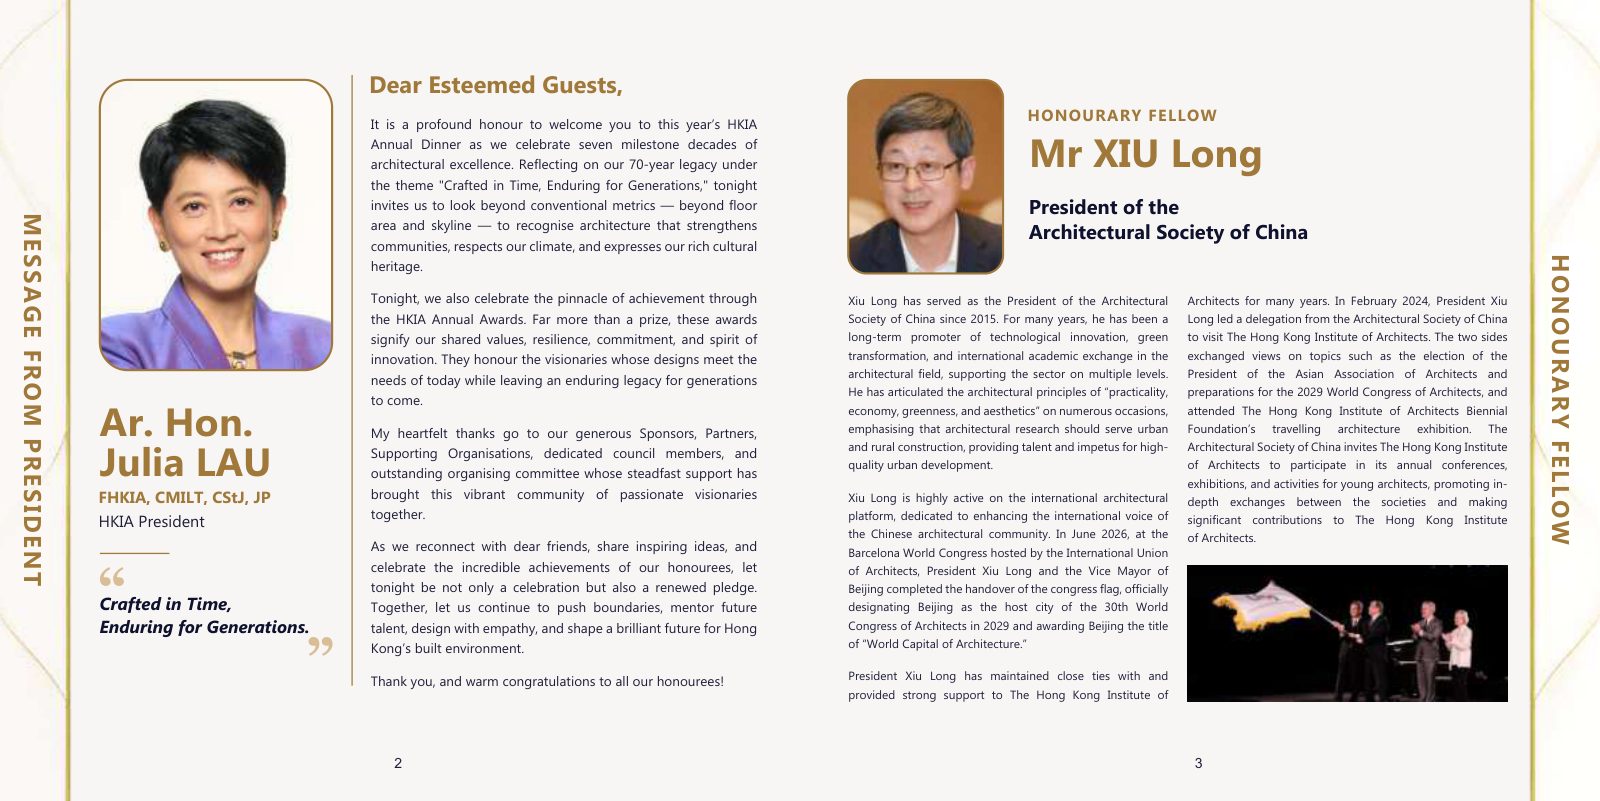 MESSAGE FROM PRESIDENT
Ar. Hon.
Julia LAU
FHKIA, CMILT, CStJ, JP
HKIA President
“
Crafted in Time,
Enduring for Generations.
”
Dear Esteemed Guests,
It is a profound honour to welcome you to this year’s HKIA
Annual Dinner as we celebrate seven milestone decades of
architectural excellence. Reflecting on our 70-year legacy under
the theme "Crafted in Time, Enduring for Generations," tonight
invites us to look beyond conventional metrics — beyond floor
area and skyline — to recognise architecture that strengthens
communities, respects our climate, and expresses our rich cultural
heritage.
Tonight, we also celebrate the pinnacle of achievement through
the HKIA Annual Awards. Far more than a prize, these awards
signify our shared values, resilience, commitment, and spirit of
innovation. They honour the visionaries whose designs meet the
needs of today while leaving an enduring legacy for generations
to come.
My heartfelt thanks go to our generous Sponsors, Partners,
Supporting Organisations, dedicated council members, and
outstanding organising committee whose steadfast support has
brought this vibrant community of passionate visionaries
together.
As we reconnect with dear friends, share inspiring ideas, and
celebrate the incredible achievements of our honourees, let
tonight be not only a celebration but also a renewed pledge.
Together, let us continue to push boundaries, mentor future
talent, design with empathy, and shape a brilliant future for Hong
Kong’s built environment.
Thank you, and warm congratulations to all our honourees!
2
HONOURARY FELLOW
Mr XIU Long
President of the
Architectural Society of China
Xiu Long has served as the President of the Architectural
Society of China since 2015. For many years, he has been a
long-term promoter of technological innovation, green
transformation, and international academic exchange in the
architectural field, supporting the sector on multiple levels.
He has articulated the architectural principles of “practicality,
economy, greenness, and aesthetics” on numerous occasions,
emphasising that architectural research should serve urban
and rural construction, providing talent and impetus for high-
quality urban development.
Xiu Long is highly active on the international architectural
platform, dedicated to enhancing the international voice of
the Chinese architectural community. In June 2026, at the
Barcelona World Congress hosted by the International Union
of Architects, President Xiu Long and the Vice Mayor of
Beijing completed the handover of the congress flag, officially
designating Beijing as the host city of the 30th World
Congress of Architects in 2029 and awarding Beijing the title
of “World Capital of Architecture.”
President Xiu Long has maintained close ties with and
provided strong support to The Hong Kong Institute of
Architects for many years. In February 2024, President Xiu
Long led a delegation from the Architectural Society of China
to visit The Hong Kong Institute of Architects. The two sides
exchanged views on topics such as the election of the
President of the Asian Association of Architects and
preparations for the 2029 World Congress of Architects, and
attended The Hong Kong Institute of Architects Biennial
Foundation’s travelling architecture exhibition. The
Architectural Society of China invites The Hong Kong Institute
of Architects to participate in its annual conferences,
exhibitions, and activities for young architects, promoting in-
depth exchanges between the societies and making
significant contributions to The Hong Kong Institute
of Architects.
3
HONOURARY FELLOW